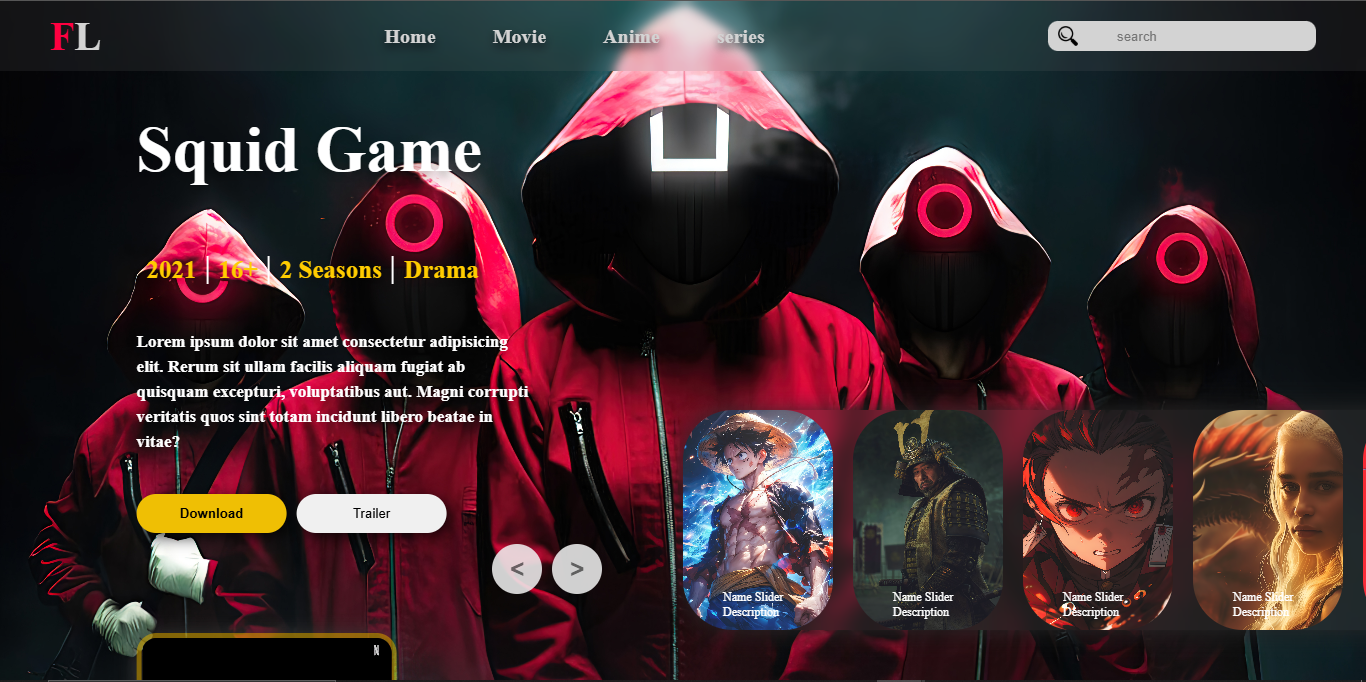 FL
Home Movie Anime series
search
Squid Game
2021 | 16+ | 2 Seasons | Drama
Lorem ipsum dolor sit amet consectetur adipisicing
elit. Rerum sit ullam facilis aliquam fugiat ab
quisquam excepturi, voluptatibus aut. Magni corrupti
veritatis quos sint totam incidunt libero beatae in
vitae?
Download Trailer
< >
Name Slider
Description
Name Slider
Description
Name Slider
Description
Name Slider
Description
N